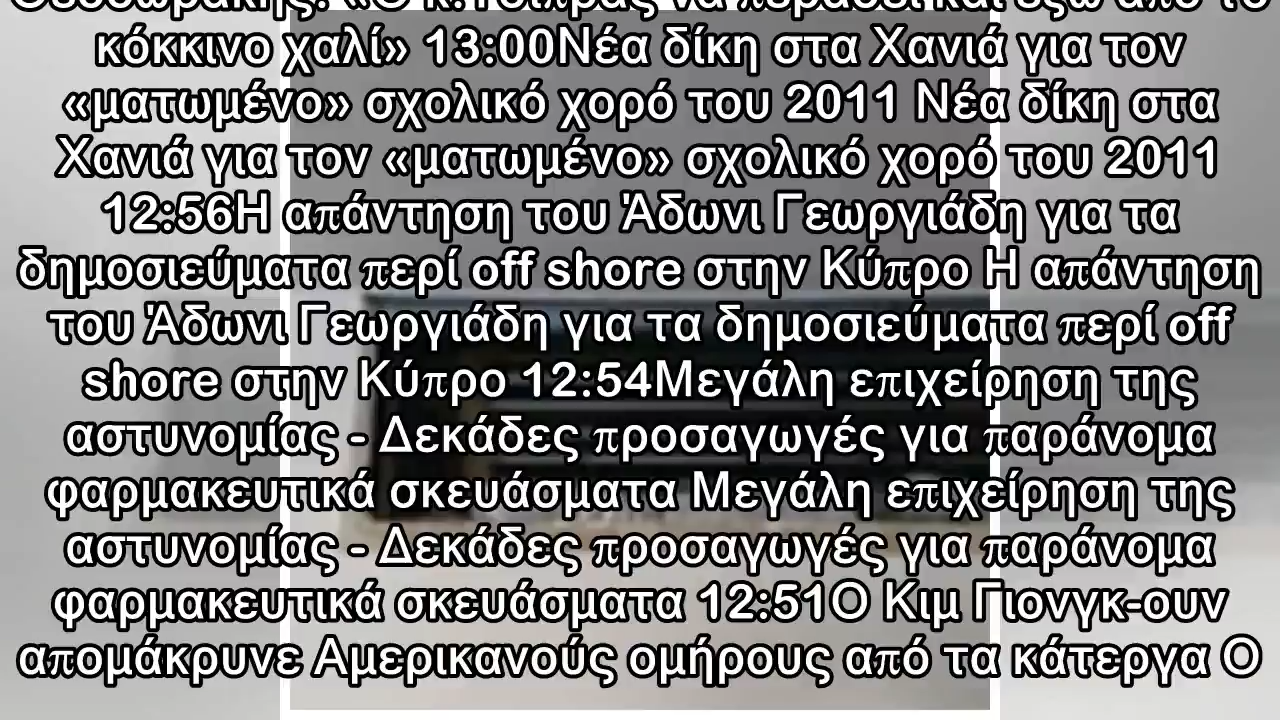 κόκκινο χαλί» 13:00Νέα δίκη στα Χανιά για τον
«ματωμένο» σχολικό χορό του 2011 Νέα δίκη στα
Χανιά για τον «ματωμένο» σχολικό χορό του 2011
12:56Η απάντηση του Άδωνι Γεωργιάδη για τα
δημοσιεύματα περί off shore στην Κύπρο Η απάντηση
του Άδωνι Γεωργιάδη για τα δημοσιεύματα περί off
shore στην Κύπρο 12:54Μεγάλη επιχείρηση της
αστυνομίας - Δεκάδες προσαγωγές για παράνομα
φαρμακευτικά σκευάσματα Μεγάλη επιχείρηση της
αστυνομίας - Δεκάδες προσαγωγές για παράνομα
φαρμακευτικά σκευάσματα 12:51Ο Κιμ Γιονγκ-ουν
απομάκρυνε Αμερικανούς ομήρους από τα κάτεργα Ο